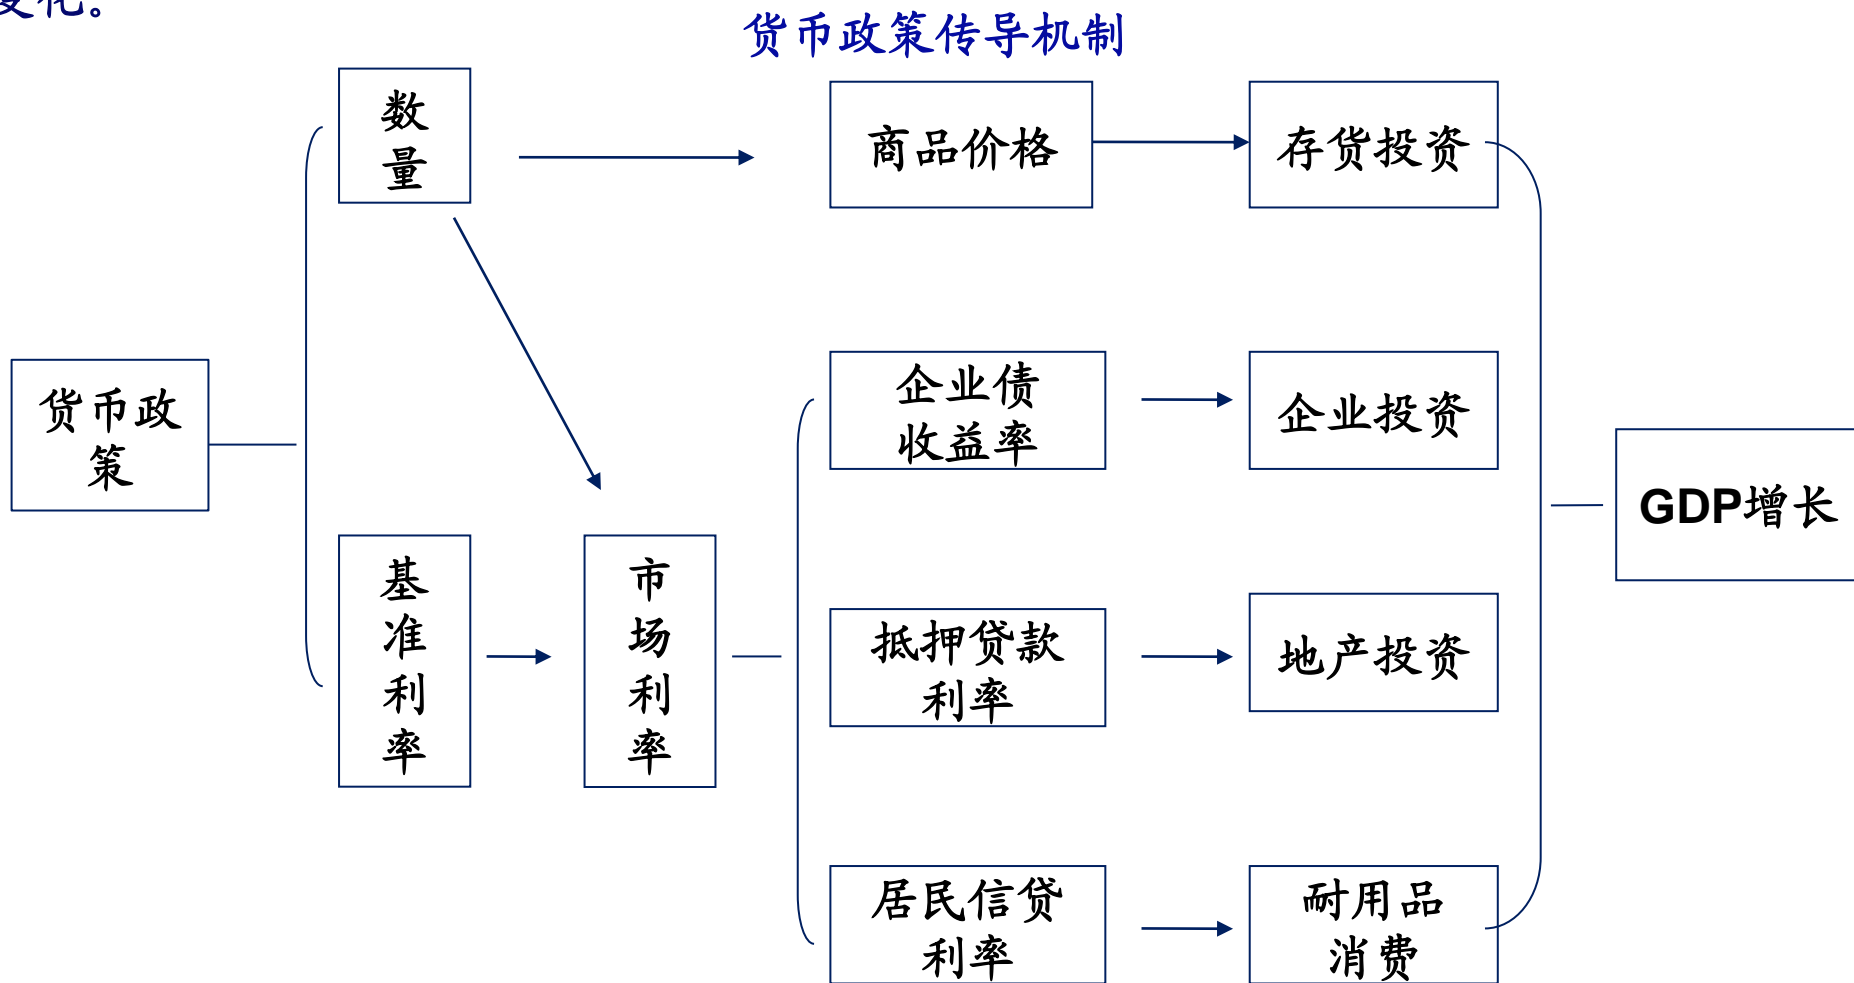 变化。
货币政策传导机制
数
量
商品价格
存货投资
货币政
策
企业债
收益率
企业投资
GDP增长
基
准
利
率
市
场
利
率
抵押贷款
利率
地产投资
居民信贷
利率
耐用品
消费